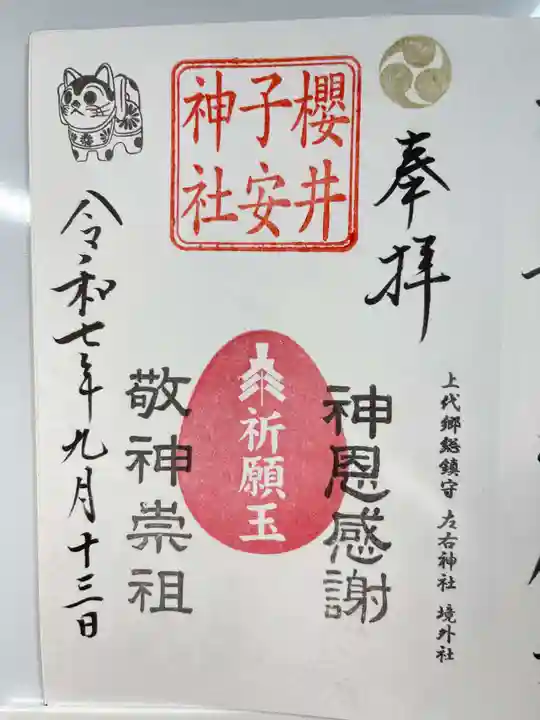 奉拝
櫻井
子安
神社
上代郷総鎮守 左右神社 境外社
神恩感謝
祈願玉
敬神崇祖
令和七年九月十三日